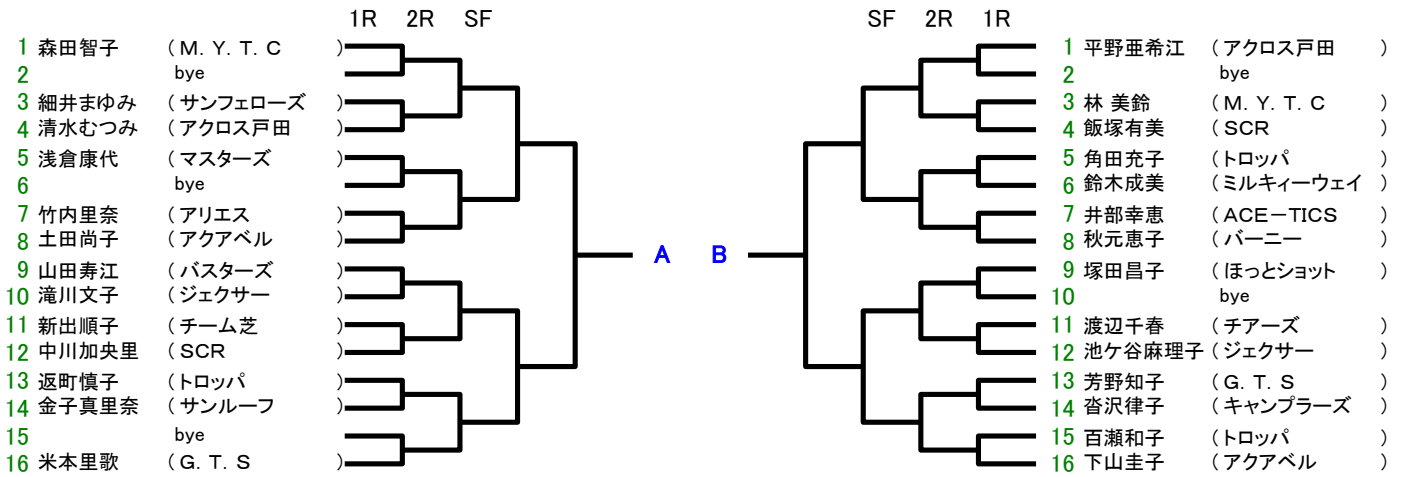 1R 2R SF
1 森田智子 (M.Y.T.C )
2 bye
3 細井まゆみ (サンフェローズ )
4 清水むつみ (アクロス戸田 )
5 浅倉康代 (マスターズ )
6 bye
7 竹内里奈 (アリエス )
8 土田尚子 (アクアベル )
9 山田寿江 (バスターズ )
10 滝川文子 (ジェクサー )
11 新出順子 (チーム芝 )
12 中川加央里 (SCR )
13 返町慎子 (トロッパ )
14 金子真里奈 (サンルーフ )
15 bye
16 米本里歌 (G.T.S )
A B
SF 2R 1R
1 平野亜希江 (アクロス戸田 )
2 bye
3 林 美鈴 (M.Y.T.C )
4 飯塚有美 (SCR )
5 角田充子 (トロッパ )
6 鈴木成美 (ミルキィーウェイ )
7 井部幸恵 (ACE-TICS )
8 秋元恵子 (バーニー )
9 塚田昌子 (ほっとショット )
10 bye
11 渡辺千春 (チアーズ )
12 池ケ谷麻理子 (ジェクサー )
13 芳野知子 (G.T.S )
14 沓沢律子 (キャンプラーズ )
15 百瀬和子 (トロッパ )
16 下山圭子 (アクアベル )